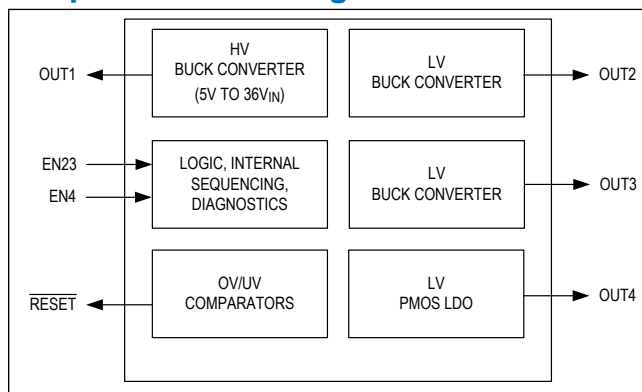 HV
BUCK CONVERTER
(5V TO 36VIN)
LV
BUCK CONVERTER
OUT1
OUT2
EN23
EN4
LOGIC, INTERNAL
SEQUENCING,
DIAGNOSTICS
LV
BUCK CONVERTER
OUT3
RESET
OV/UV
COMPARATORS
LV
PMOS LDO
OUT4